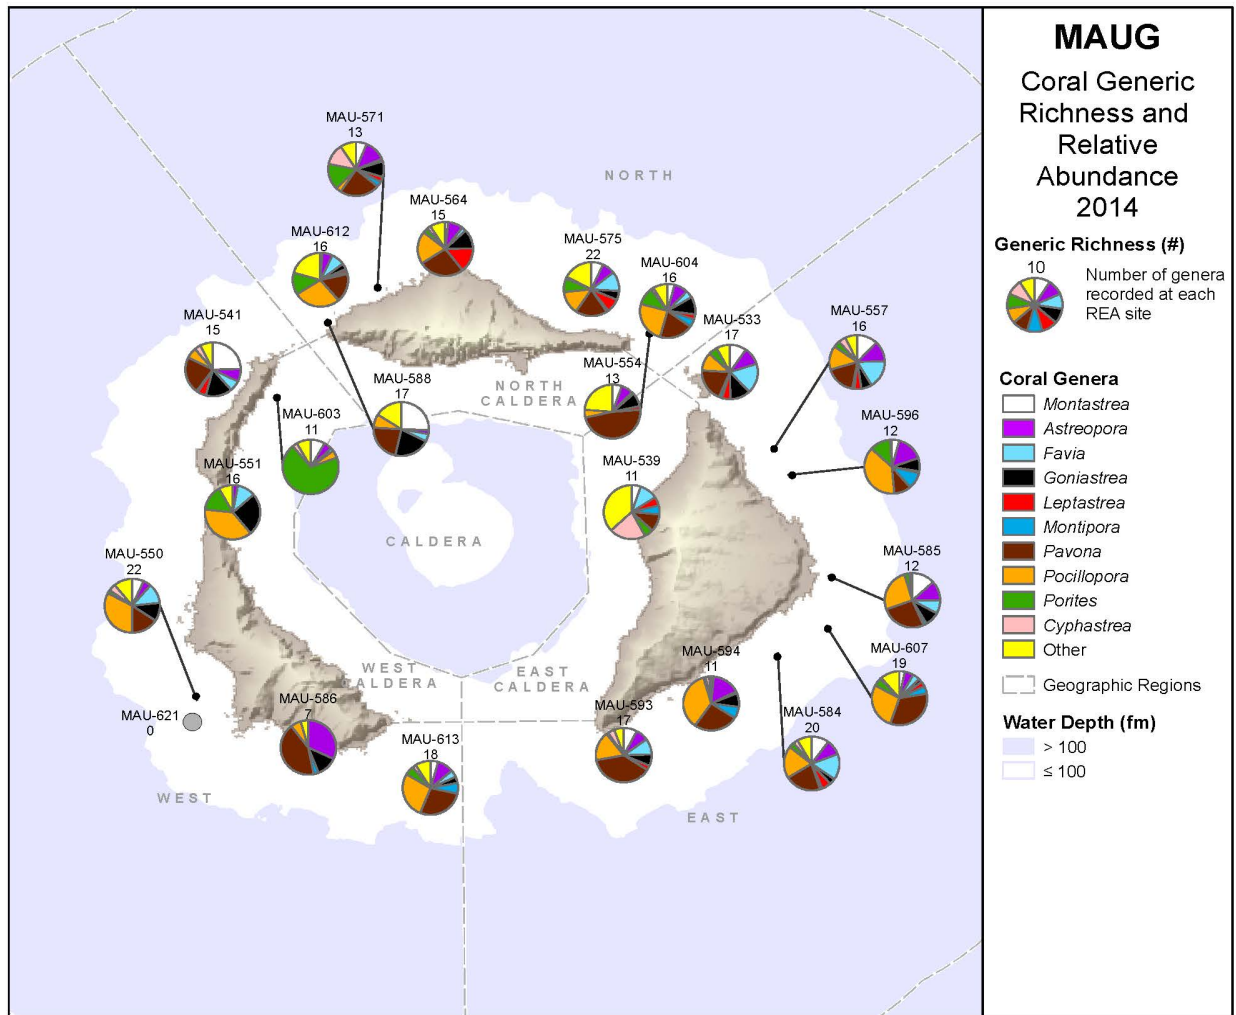 MAU-571
13
NORTH
MAU-564
15
MAU-612
16
MAU-575
22
MAU-604
16
MAU-541
15
MAU-533
17
MAU-557
16
MAU-588
17
NORTH
CALDERA
MAU-554
13
MAU-603
11
MAU-596
12
MAU-551
16
MAU-539
11
CALDERA
MAU-550
22
MAU-585
12
MAU-607
19
MAU-594
11
WEST
CALDERA
EAST
CALDERA
MAU-586
7
MAU-621
0
MAU-593
17
MAU-584
20
MAU-613
18
WEST
EAST
MAUG
Coral Generic
Richness and
Relative
Abundance
2014
Generic Richness (#)
10
Number of genera
recorded at each
REA site
Coral Genera
Montastrea
Astreopora
Favia
Goniastrea
Leptastrea
Montipora
Pavona
Pocillopora
Porites
Cyphastrea
Other
Geographic Regions
Water Depth (fm)
> 100
≤ 100